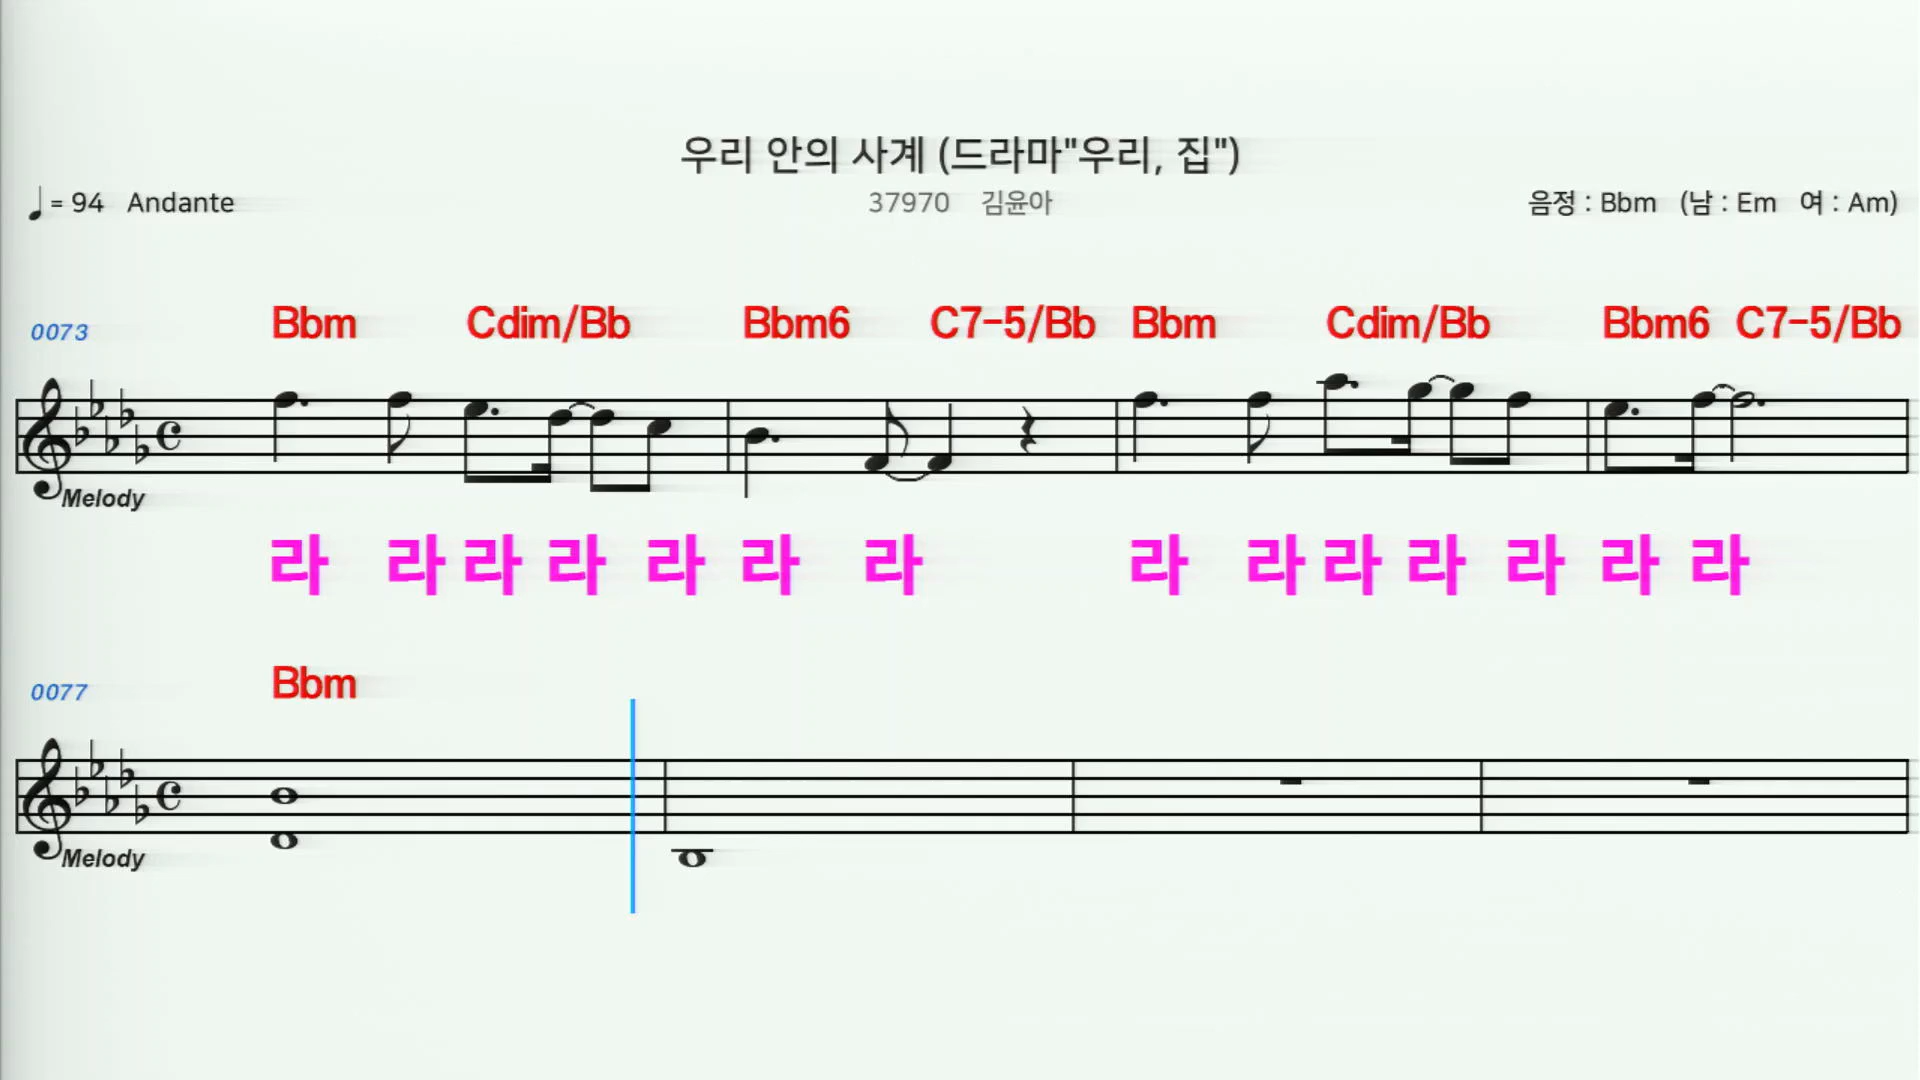 우리 안의 사계 (드라마"우리, 집")
♩= 94 Andante
37970 김윤아
음정 : Bbm (남 : Em 여 : Am)
0073
Bbm Cdim/Bb Bbm6 C7-5/Bb Bbm Cdim/Bb Bbm6 C7-5/Bb
Melody
라 라 라 라 라 라 라 라 라 라 라 라 라 라
0077
Bbm
Melody